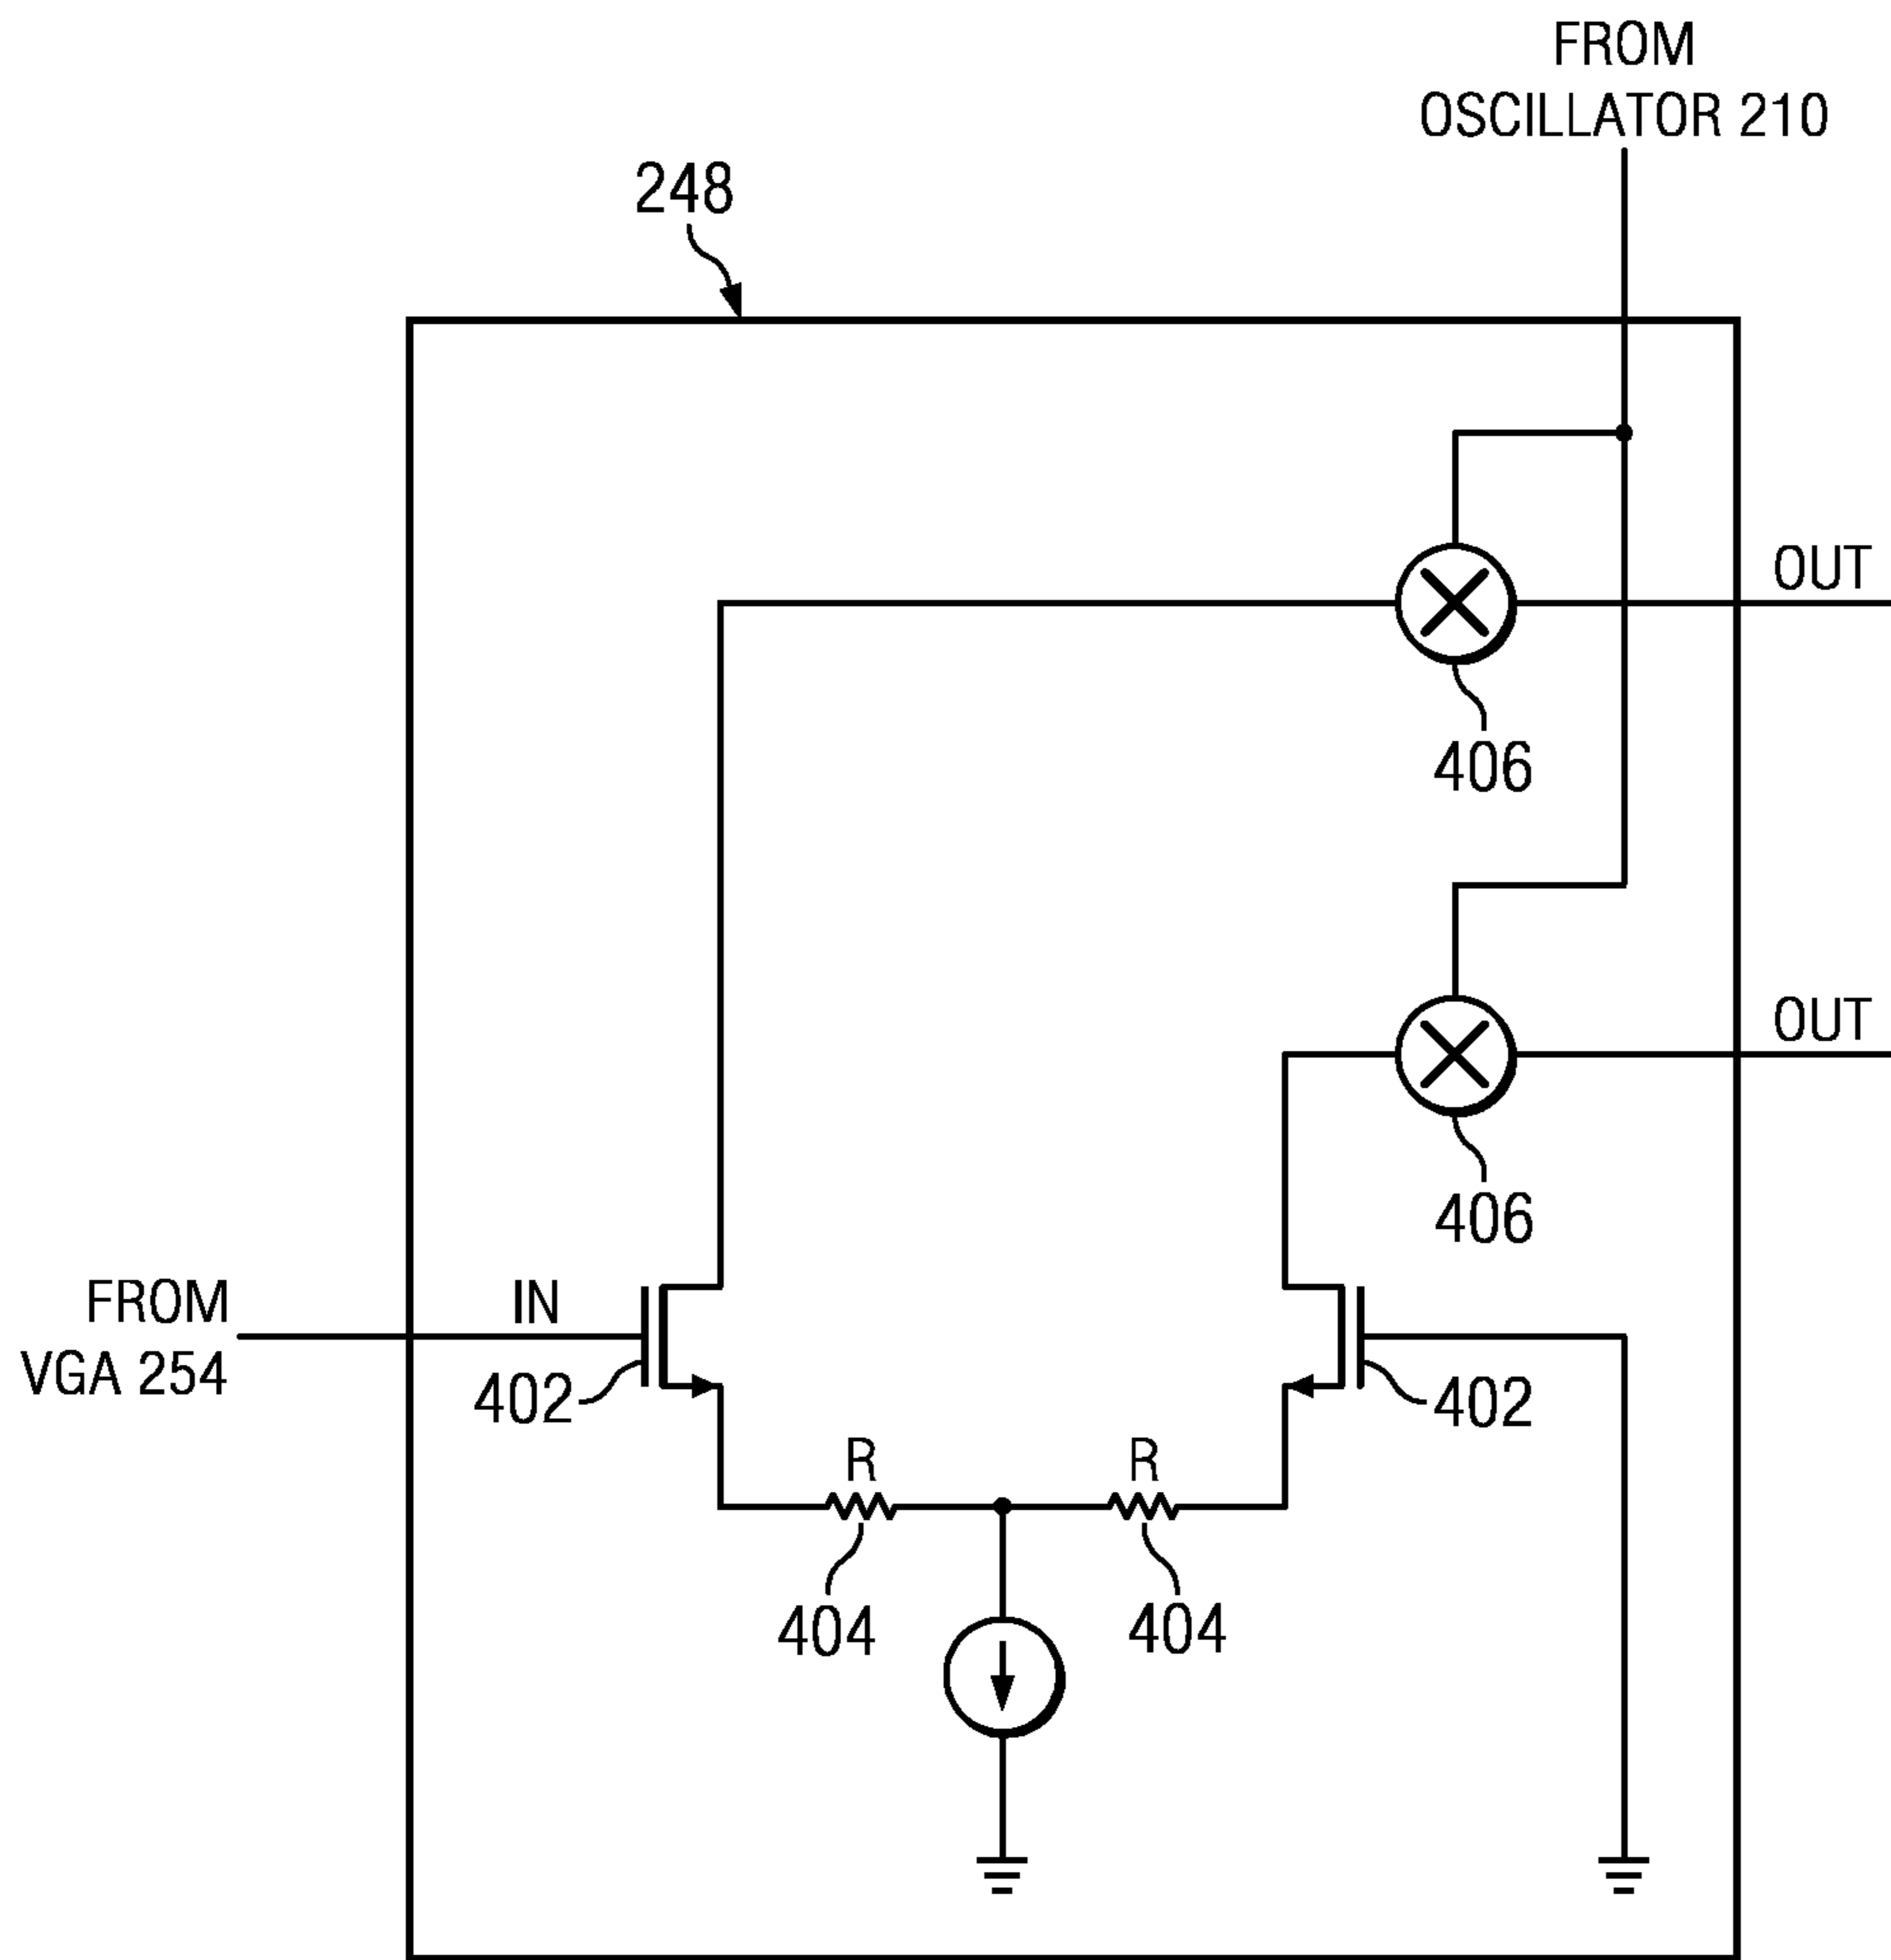 FROM
OSCILLATOR 210
248
OUT
406
OUT
406
FROM
VGA 254
IN
402
402
R
R
404
404